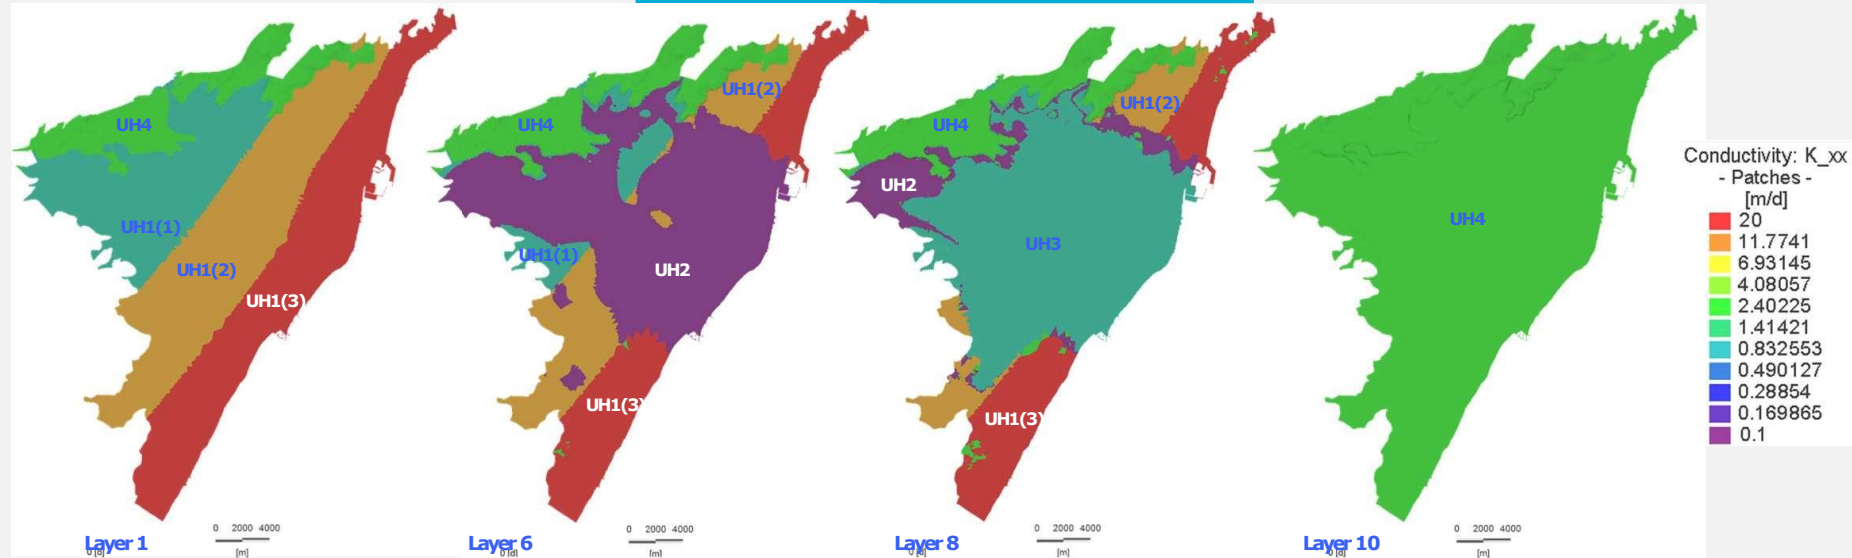 UH4
UH1(1)
UH1(2)
UH1(3)
0 2000 4000
[m]
Layer 1
UH1(2)
UH4
UH1(1)
UH2
UH1(3)
0 2000 4000
[m]
Layer 6
UH1(2)
UH4
UH2
UH3
UH1(3)
0 2000 4000
[m]
Layer 8
UH4
0 2000 4000
[m]
Layer 10
Conductivity: K_xx
- Patches -
[m/d]
20
11.7741
6.93145
4.08057
2.40225
1.41421
0.832553
0.490127
0.28854
0.169865
0.1